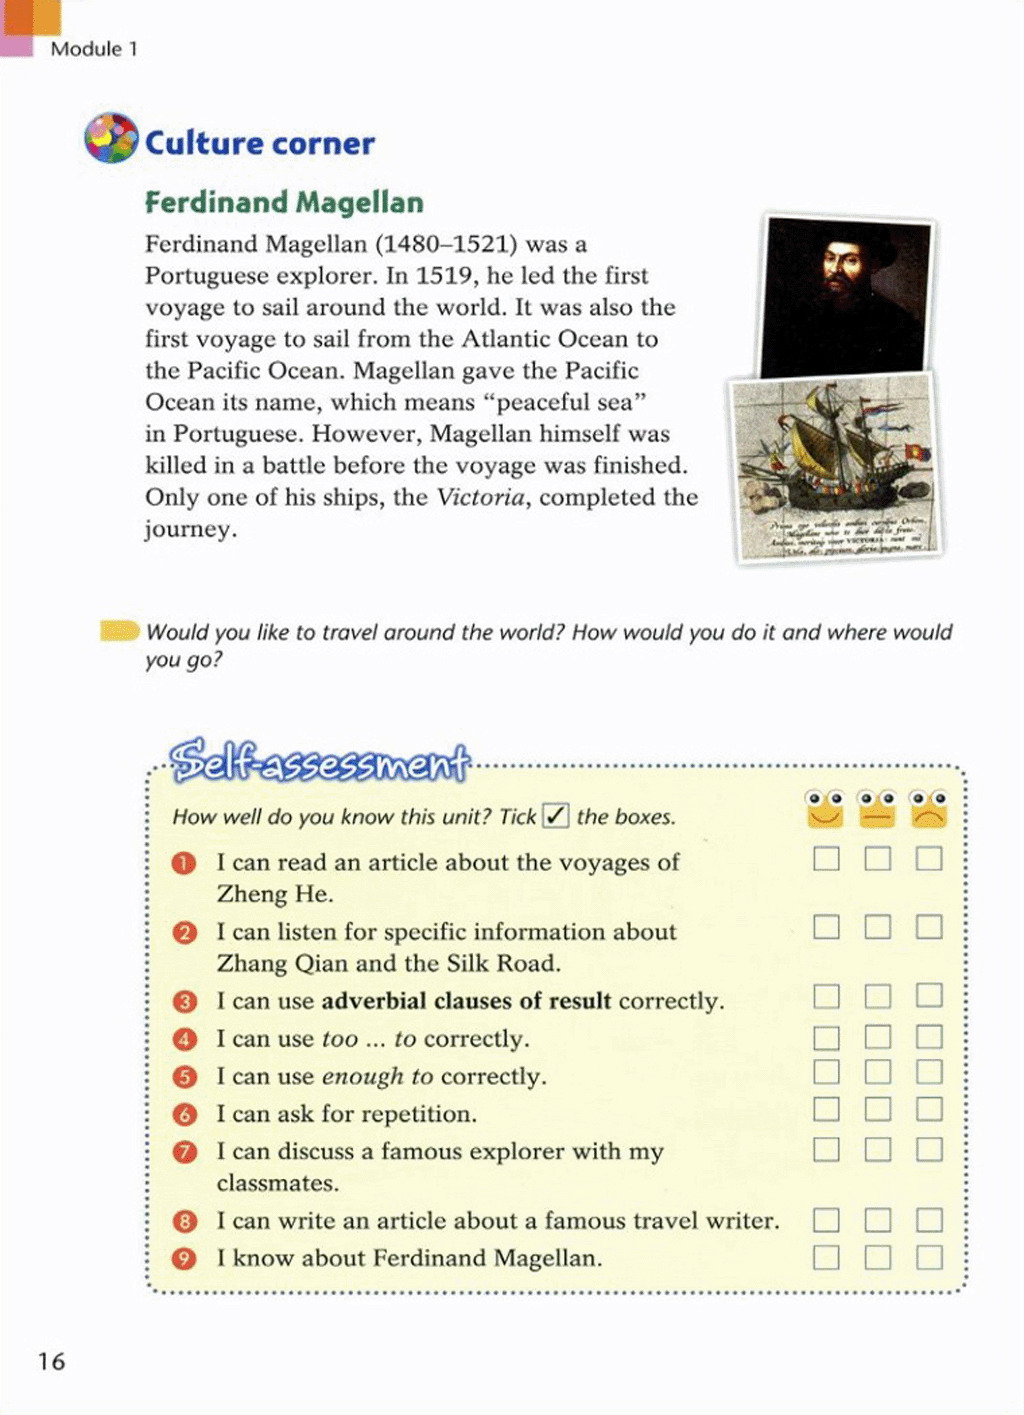 Module 1
Culture corner
Ferdinand Magellan
Ferdinand Magellan (1480–1521) was a
Portuguese explorer. In 1519, he led the first
voyage to sail around the world. It was also the
first voyage to sail from the Atlantic Ocean to
the Pacific Ocean. Magellan gave the Pacific
Ocean its name, which means “peaceful sea”
in Portuguese. However, Magellan himself was
killed in a battle before the voyage was finished.
Only one of his ships, the Victoria, completed the
journey.
Would you like to travel around the world? How would you do it and where would
you go?
Self-assessment
How well do you know this unit? Tick ✓ the boxes.
1 I can read an article about the voyages of
Zheng He.
2 I can listen for specific information about
Zhang Qian and the Silk Road.
3 I can use adverbial clauses of result correctly.
4 I can use too ... to correctly.
5 I can use enough to correctly.
6 I can ask for repetition.
7 I can discuss a famous explorer with my
classmates.
8 I can write an article about a famous travel writer.
9 I know about Ferdinand Magellan.
16